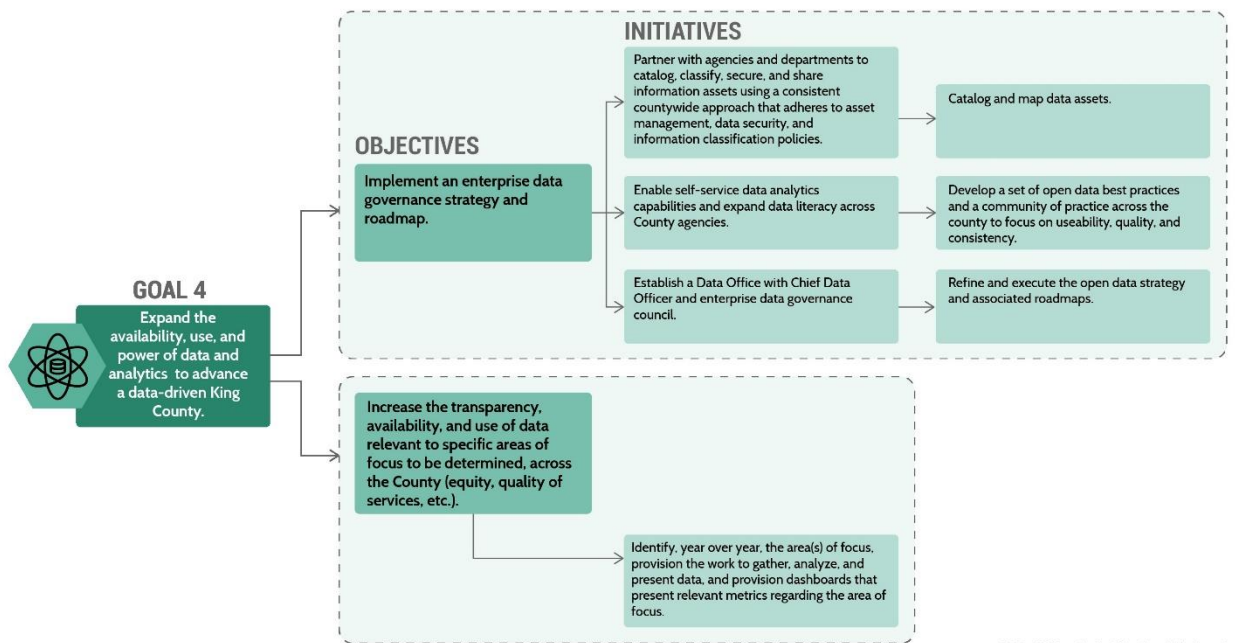 INITIATIVES
Partner with agencies and departments to
catalog, classify, secure, and share
information assets using a consistent
countywide approach that adheres to asset
management, data security, and
information classification policies.
Catalog and map data assets.
OBJECTIVES
Implement an enterprise data
governance strategy and
roadmap.
Enable self-service data analytics
capabilities and expand data literacy across
County agencies.
Develop a set of open data best practices
and a community of practice across the
county to focus on useability, quality, and
consistency.
Establish a Data Office with Chief Data
Officer and enterprise data governance
council.
Refine and execute the open data strategy
and associated roadmaps.
GOAL 4
Expand the
availability, use, and
power of data and
analytics to advance
a data-driven King
County.
Increase the transparency,
availability, and use of data
relevant to specific areas of
focus to be determined, across
the County (equity, quality of
services, etc.).
Identify, year over year, the area(s) of focus,
provision the work to gather, analyze, and
present data, and provision dashboards that
present relevant metrics regarding the area of
focus.